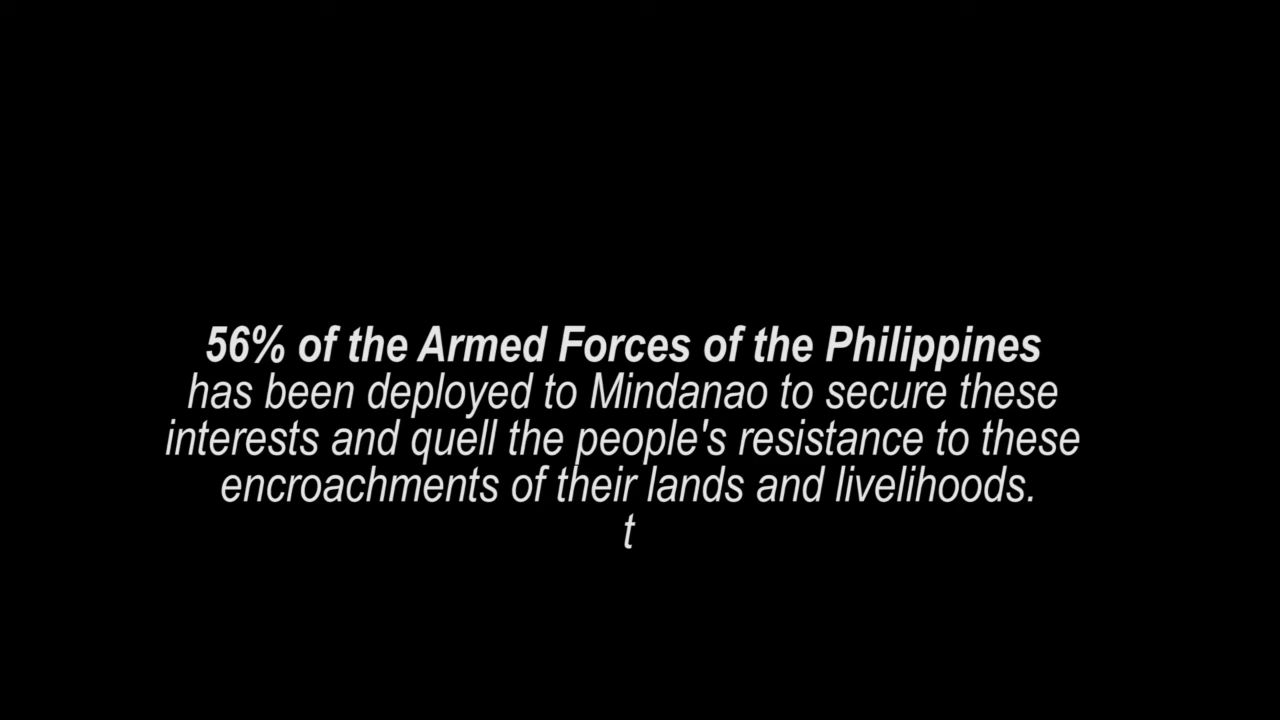 56% of the Armed Forces of the Philippines
has been deployed to Mindanao to secure these
interests and quell the people's resistance to these
encroachments of their lands and livelihoods.
t